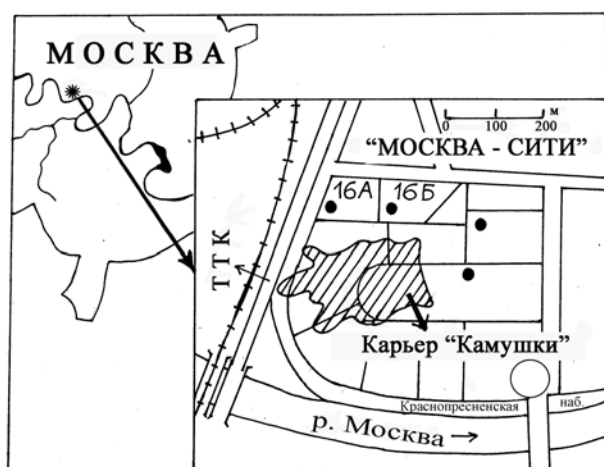 МОСКВА
м
0 100 200
"МОСКВА - СИТИ"
16А 16Б
ТТК
Карьер "Камушки"
Краснопресненская наб.
р. Москва